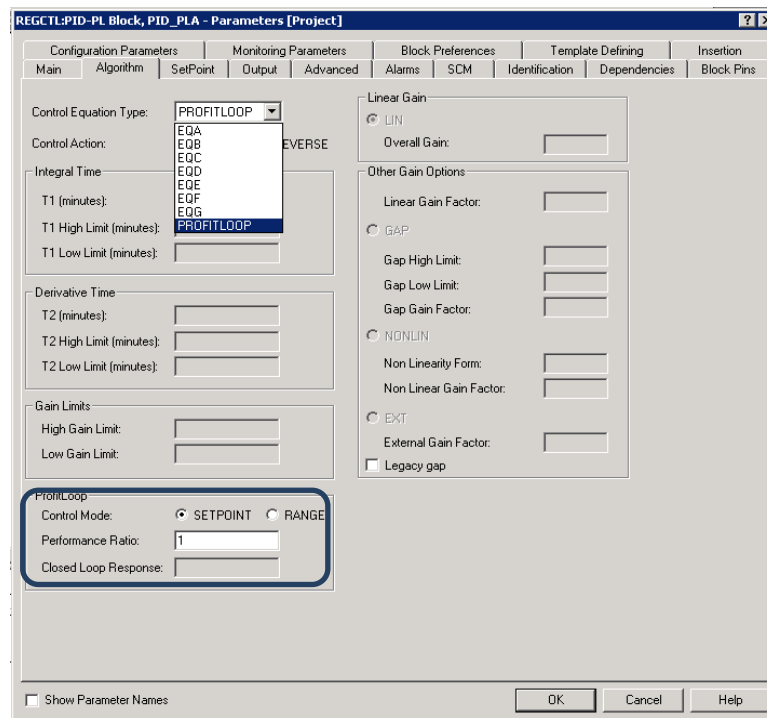 REGCTL:PID-PL Block, PID_PLA - Parameters [Project]
Configuration Parameters Monitoring Parameters Block Preferences Template Defining Insertion
Main Algorithm SetPoint Output Advanced Alarms SCM Identification Dependencies Block Pins
Control Equation Type: PROFITLOOP
EQA
EQB
EQC
EQD
EQE
EQF
EQG
PROFITLOOP
Control Action: EVERSE
Integral Time
T1 (minutes):
T1 High Limit (minutes):
T1 Low Limit (minutes):
Derivative Time
T2 (minutes):
T2 High Limit (minutes):
T2 Low Limit (minutes):
Gain Limits
High Gain Limit:
Low Gain Limit:
ProfitLoop
Control Mode: SETPOINT RANGE
Performance Ratio: 1
Closed Loop Response:
Linear Gain
LIN
Overall Gain:
Other Gain Options
Linear Gain Factor:
GAP
Gap High Limit:
Gap Low Limit:
Gap Gain Factor:
NONLIN
Non Linearity Form:
Non Linear Gain Factor:
EXT
External Gain Factor:
Legacy gap
Show Parameter Names
OK Cancel Help